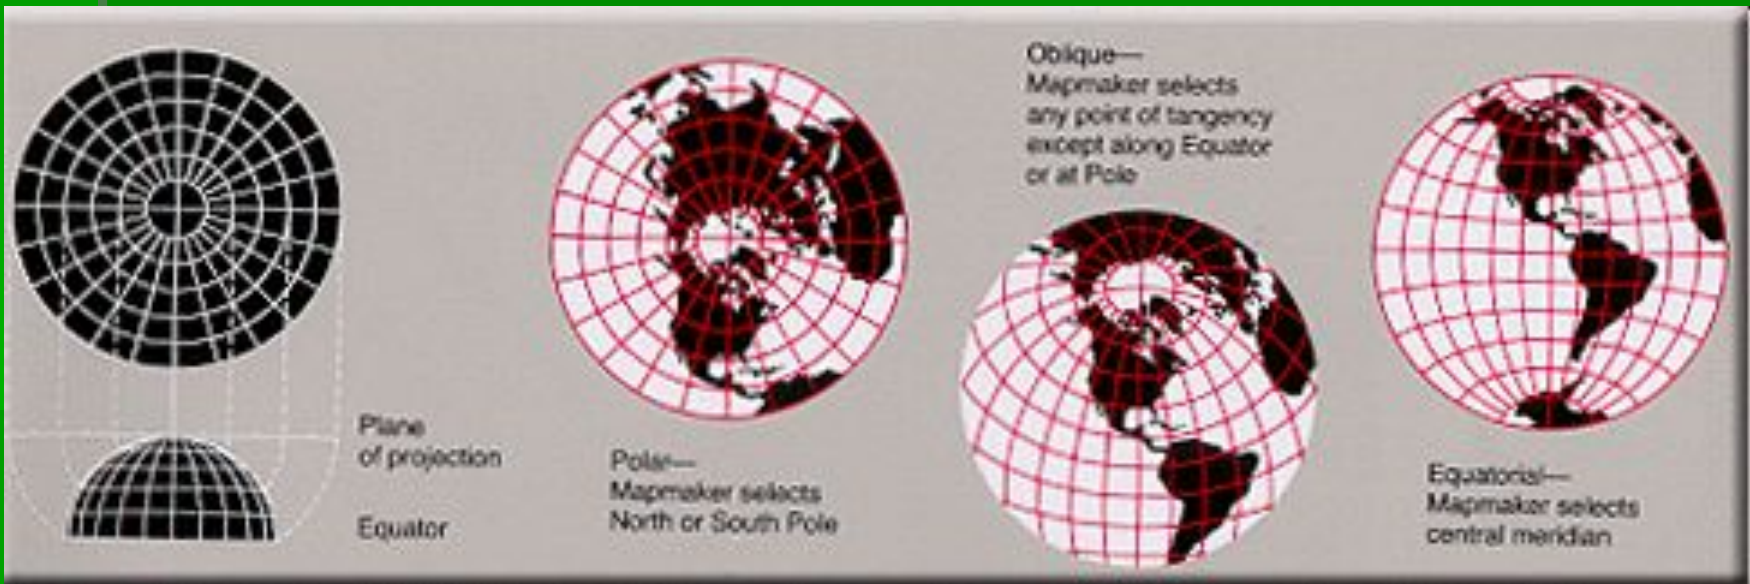 Plane
of projection
Equator
Polar—
Mapmaker selects
North or South Pole
Oblique—
Mapmaker selects
any point of tangency
except along Equator
or at Pole
Equatorial—
Mapmaker selects
central meridian